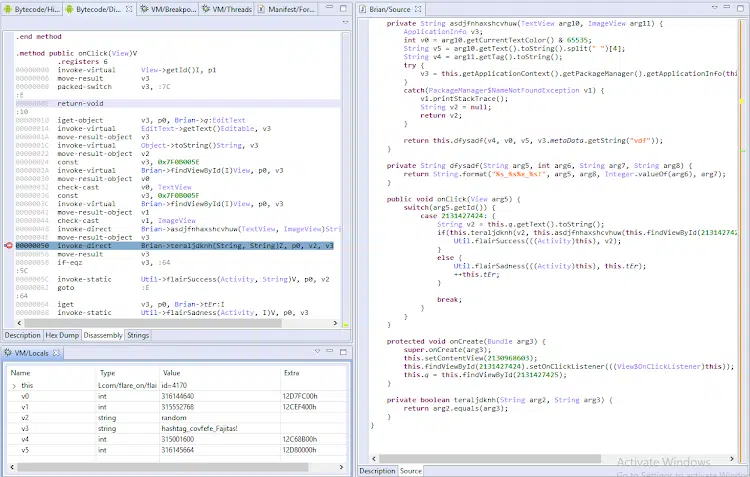 Bytecode/Hi...
Bytecode/Di...
VM/Breakpo...
VM/Threads
Manifest/For...
.end method
.method public onClick(View)V
.registers 6
00000000 invoke-virtual View->getId()I, p1
00000006 move-result v3
00000008 packed-switch v3, :7C
:E
0000000E return-void
:10
00000010 iget-object v3, p0, Brian->q:EditText
00000014 invoke-virtual EditText->getText()Editable, v3
0000001A move-result-object v3
0000001C invoke-virtual Object->toString()String, v3
00000022 move-result-object v2
00000024 const v3, 0x7F0B005E
0000002A invoke-virtual Brian->findViewById(I)View, p0, v3
00000030 move-result-object v0
00000032 check-cast v0, TextView
00000036 const v3, 0x7F0B005F
0000003C invoke-virtual Brian->findViewById(I)View, p0, v3
00000042 move-result-object v1
00000044 check-cast v1, ImageView
00000048 invoke-direct Brian->asdjfnhaxshcvhuw(TextView, ImageView)Stri
0000004E move-result-object v3
00000050 invoke-direct Brian->teraljdknh(String, String)Z, p0, v2, v3
00000056 move-result v3
00000058 if-eqz v3, :64
:5C
0000005C invoke-static Util->flairSuccess(Activity, String)V, p0, v2
00000062 goto :E
:64
00000064 iget v3, p0, Brian->tEr:I
00000068 invoke-static Util->flairSadness(Activity, I)V, p0, v3
Description Hex Dump Disassembly Strings
VM/Locals
Name Type Value Extra
this Lcom/flare_on/flai id=4170
v0 int 316144640 12D7FC00h
v1 int 315552768 12CEF400h
v2 string random
v3 string hashtag_covfefe_Fajitas!
v4 int 315001600 12C68B00h
v5 int 316145664 12D80000h
Brian/Source
private String asdjfnhaxshcvhuw(TextView arg10, ImageView arg11) {
ApplicationInfo v3;
int v0 = arg10.getCurrentTextColor() & 65535;
String v5 = arg10.getText().toString().split(" ")[4];
String v4 = arg11.getTag().toString();
try {
v3 = this.getApplicationContext().getPackageManager().getApplicationInfo(thi
}
catch(PackageManager$NameNotFoundException v1) {
v1.printStackTrace();
String v2 = null;
return v2;
}
return this.dfysadf(v4, v0, v5, v3.metaData.getString("vdf"));
}
private String dfysadf(String arg5, int arg6, String arg7, String arg8) {
return String.format("%s_%s%x_%s!", arg5, arg8, Integer.valueOf(arg6), arg7);
}
public void onClick(View arg5) {
switch(arg5.getId()) {
case 2131427424: {
String v2 = this.q.getText().toString();
if(this.teraljdknh(v2, this.asdjfnhaxshcvhuw(this.findViewById(213142742
Util.flairSuccess(((Activity)this), v2);
}
else {
Util.flairSadness(((Activity)this), this.tEr);
++this.tEr;
}
break;
}
}
}
protected void onCreate(Bundle arg3) {
super.onCreate(arg3);
this.setContentView(2130968603);
this.findViewById(2131427424).setOnClickListener(((View$OnClickListener)this));
this.q = this.findViewById(2131427425);
}
private boolean teraljdknh(String arg2, String arg3) {
return arg2.equals(arg3);
}
}
Description Source
Activate Windows
Go to Settings to activate Windows